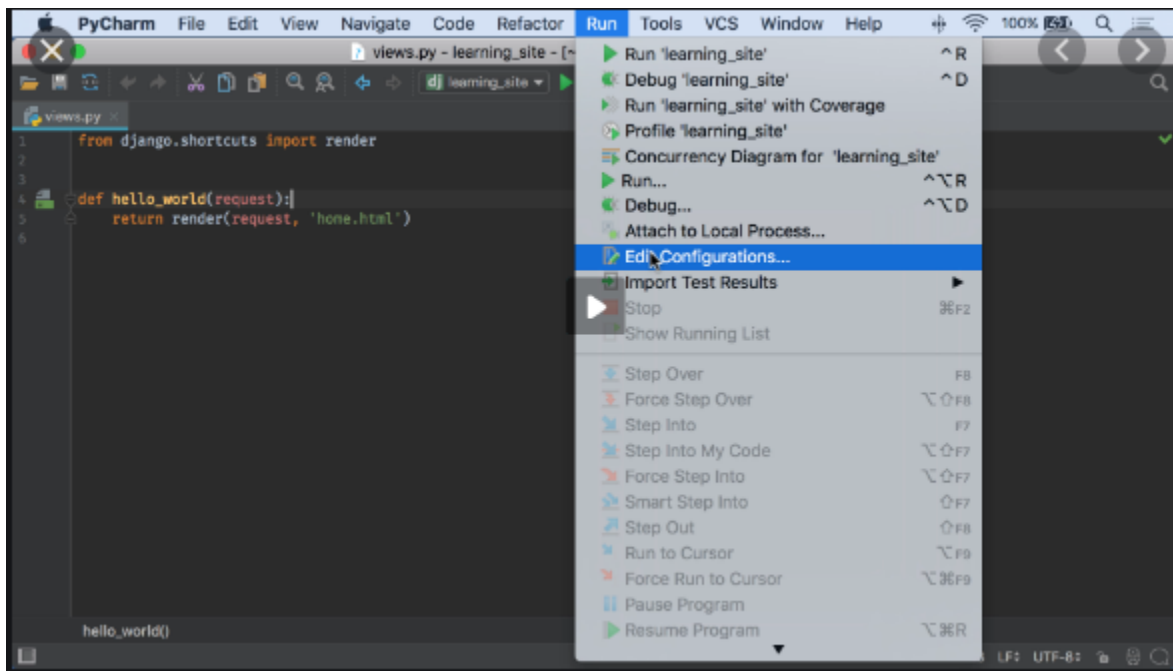 PyCharm File Edit View Navigate Code Refactor Run Tools VCS Window Help 100%
views.py - learning_site - [~
learning_site
views.py
1 from django.shortcuts import render
2
3
4 def hello_world(request):
5 return render(request, 'home.html')
6
Run 'learning_site' ^R
Debug 'learning_site' ^D
Run 'learning_site' with Coverage
Profile 'learning_site'
Concurrency Diagram for 'learning_site'
Run... ^⌥R
Debug... ^⌥D
Attach to Local Process...
Edit Configurations...
Import Test Results
Stop ⌘F2
Show Running List
Step Over F8
Force Step Over ⌥⇧F8
Step Into F7
Step Into My Code ⌥⇧F7
Force Step Into ⌥⇧F7
Smart Step Into ⇧F7
Step Out ⇧F8
Run to Cursor ⌥F9
Force Run to Cursor ⌥⌘F9
Pause Program
Resume Program ⌥⌘R
hello_world()
LF÷ UTF-8÷